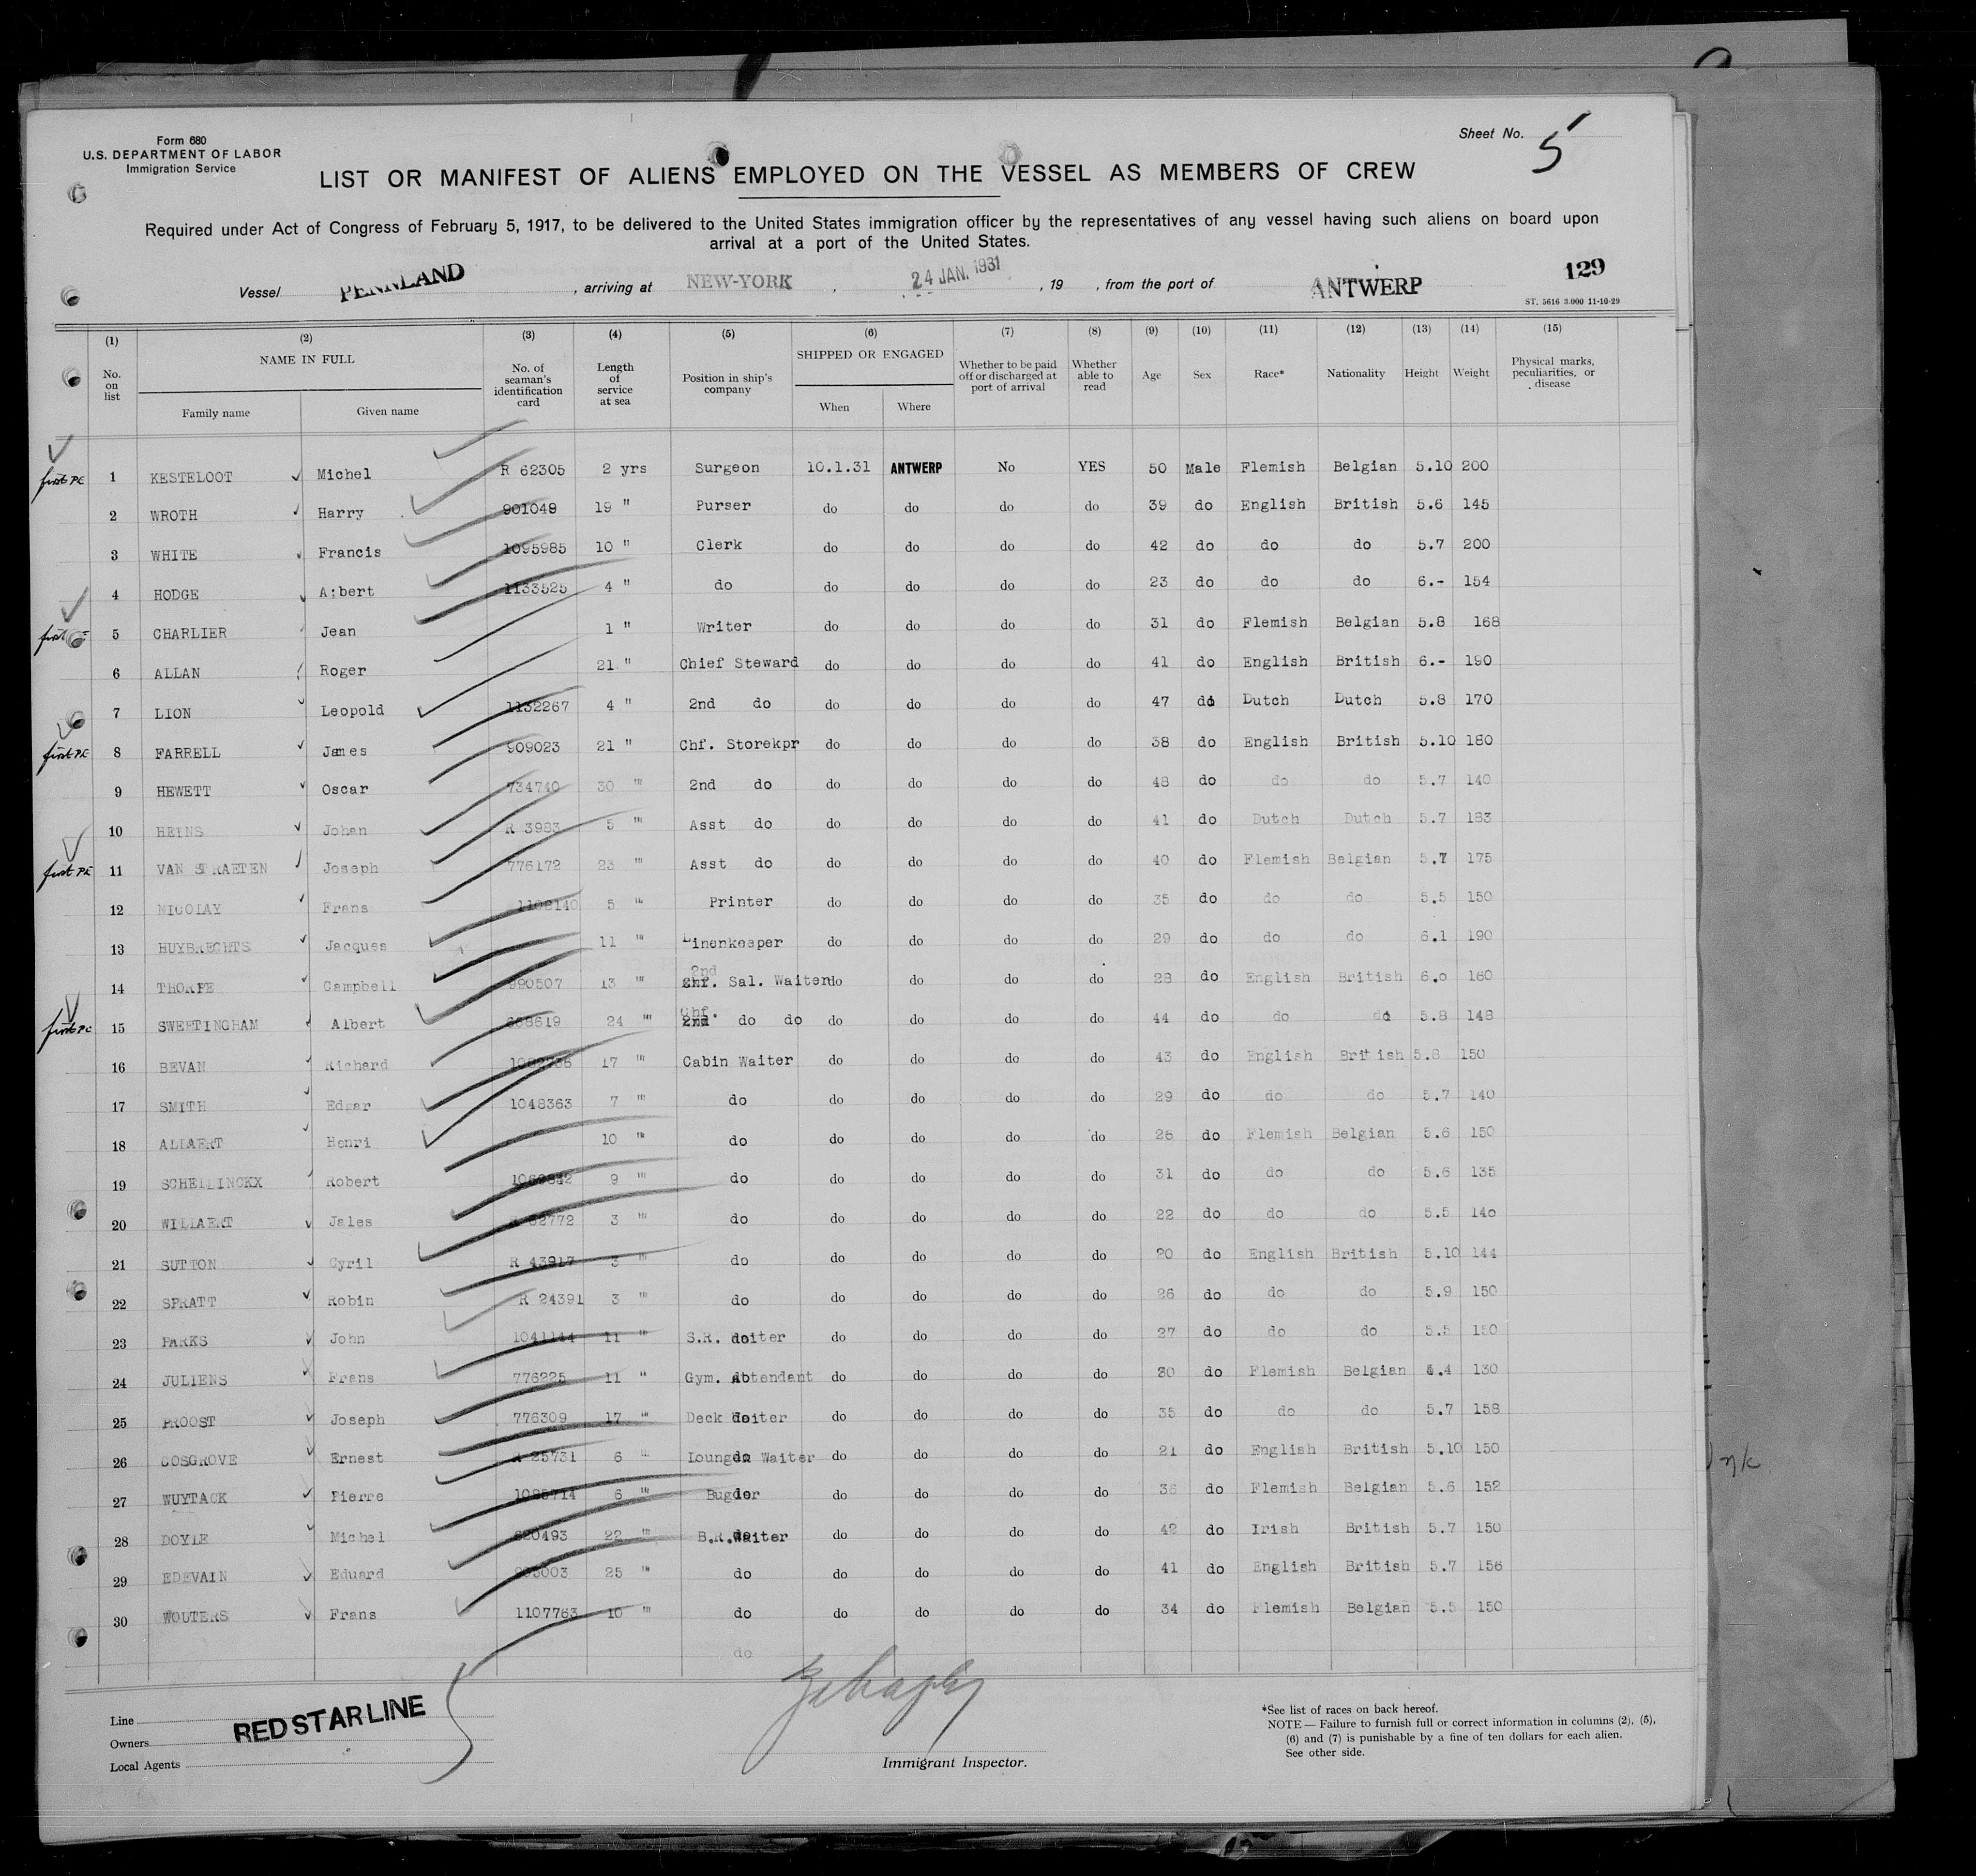 Form 680
U.S. DEPARTMENT OF LABOR
Immigration Service
Sheet No. 5
LIST OR MANIFEST OF ALIENS EMPLOYED ON THE VESSEL AS MEMBERS OF CREW
Required under Act of Congress of February 5, 1917, to be delivered to the United States immigration officer by the representatives of any vessel having such aliens on board upon
arrival at a port of the United States.
Vessel PENNLAND , arriving at NEW-YORK , 24 JAN. 1931 , 19 , from the port of ANTWERP
129
ST. 5616 3.000 11-10-29
(1) (2) (3) (4) (5) (6) (7) (8) (9) (10) (11) (12) (13) (14) (15)
No. on list
NAME IN FULL
Family name Given name
No. of seaman's identification card
Length of service at sea
Position in ship's company
SHIPPED OR ENGAGED
When Where
Whether to be paid off or discharged at port of arrival
Whether able to read
Age Sex Race* Nationality Height Weight
Physical marks, peculiarities, or disease
first PE 1 KESTELOOT Michel R 62305 2 yrs Surgeon 10.1.31 ANTWERP No YES 50 Male Flemish Belgian 5.10 200
2 WROTH Harry 901049 19 " Purser do do do do 39 do English British 5.6 145
3 WHITE Francis 1095985 10 " Clerk do do do do 42 do do do 5.7 200
4 HODGE Albert 1133525 4 " do do do do do 23 do do do 6.- 154
first 5 CHARLIER Jean 1 " Writer do do do do 31 do Flemish Belgian 5.8 168
6 ALLAN Roger 21 " Chief Steward do do do do 41 do English British 6.- 190
7 LION Leopold 1132267 4 " 2nd do do do do do 47 do Dutch Dutch 5.8 170
first PE 8 FARRELL James 909023 21 " Chf. Storekpr do do do do 38 do English British 5.10 180
9 HEWETT Oscar 734740 30 " 2nd do do do do do 48 do do do 5.7 140
10 HEINS Johan R 3983 5 " Asst do do do do do 41 do Dutch Dutch 5.7 183
first PE 11 VAN STRAETEN Joseph 776172 23 " Asst do do do do do 40 do Flemish Belgian 5.7 175
12 NICOLAY Frans 5 " Printer do do do do 35 do do do 5.5 150
13 HUYBRECHTS Jacques 11 " Linenkeeper do do do do 29 do do do 6.1 190
14 THORPE Campbell 990507 13 " 2nd Sal. Waiter do do do do 28 do English British 6.0 160
first PE 15 SWEETINGHAM Albert 24 " Chf. do do do do do do 44 do do do 5.8 148
16 BEVAN Richard 17 " Cabin Waiter do do do do 43 do English British 5.8 150
17 SMITH Edgar 1048363 7 " do do do do do 29 do do do 5.7 140
18 ALLAERT Henri 10 " do do do do do 26 do Flemish Belgian 5.6 150
19 SCHELLINCKX Robert 9 " do do do do do 31 do do do 5.6 135
20 WILLAERT Jules 3 " do do do do do 22 do do do 5.5 140
21 SUTTON Cyril R 43917 3 " do do do do do 20 do English British 5.10 144
22 SPRATT Robin R 24391 3 " do do do do do 26 do do do 5.9 150
23 PARKS John 1041144 11 " S.R. Waiter do do do do 27 do do do 5.5 150
24 JULIENS Frans 776225 11 " Gym. Attendant do do do do 30 do Flemish Belgian 130
25 PROOST Joseph 776309 17 " Deck Waiter do do do do 35 do do do 5.7 158
26 COSGROVE Ernest R 25731 6 " Lounge Waiter do do do do 21 do English British 5.10 150
27 WUYTACK Pierre 1085714 6 " Bugler do do do do 36 do Flemish Belgian 5.6 152
28 DOYLE Michel 620493 22 " B.R. Waiter do do do do 42 do Irish British 5.7 150
29 EDEVAIN Eduard 25 " do do do do do 41 do English British 5.7 156
30 WOUTERS Frans 1107763 10 " do do do do do 34 do Flemish Belgian 5.5 150
do
Line
Owners RED STAR LINE
Local Agents
Immigrant Inspector.
*See list of races on back hereof.
NOTE — Failure to furnish full or correct information in columns (2), (5),
(6) and (7) is punishable by a fine of ten dollars for each alien.
See other side.